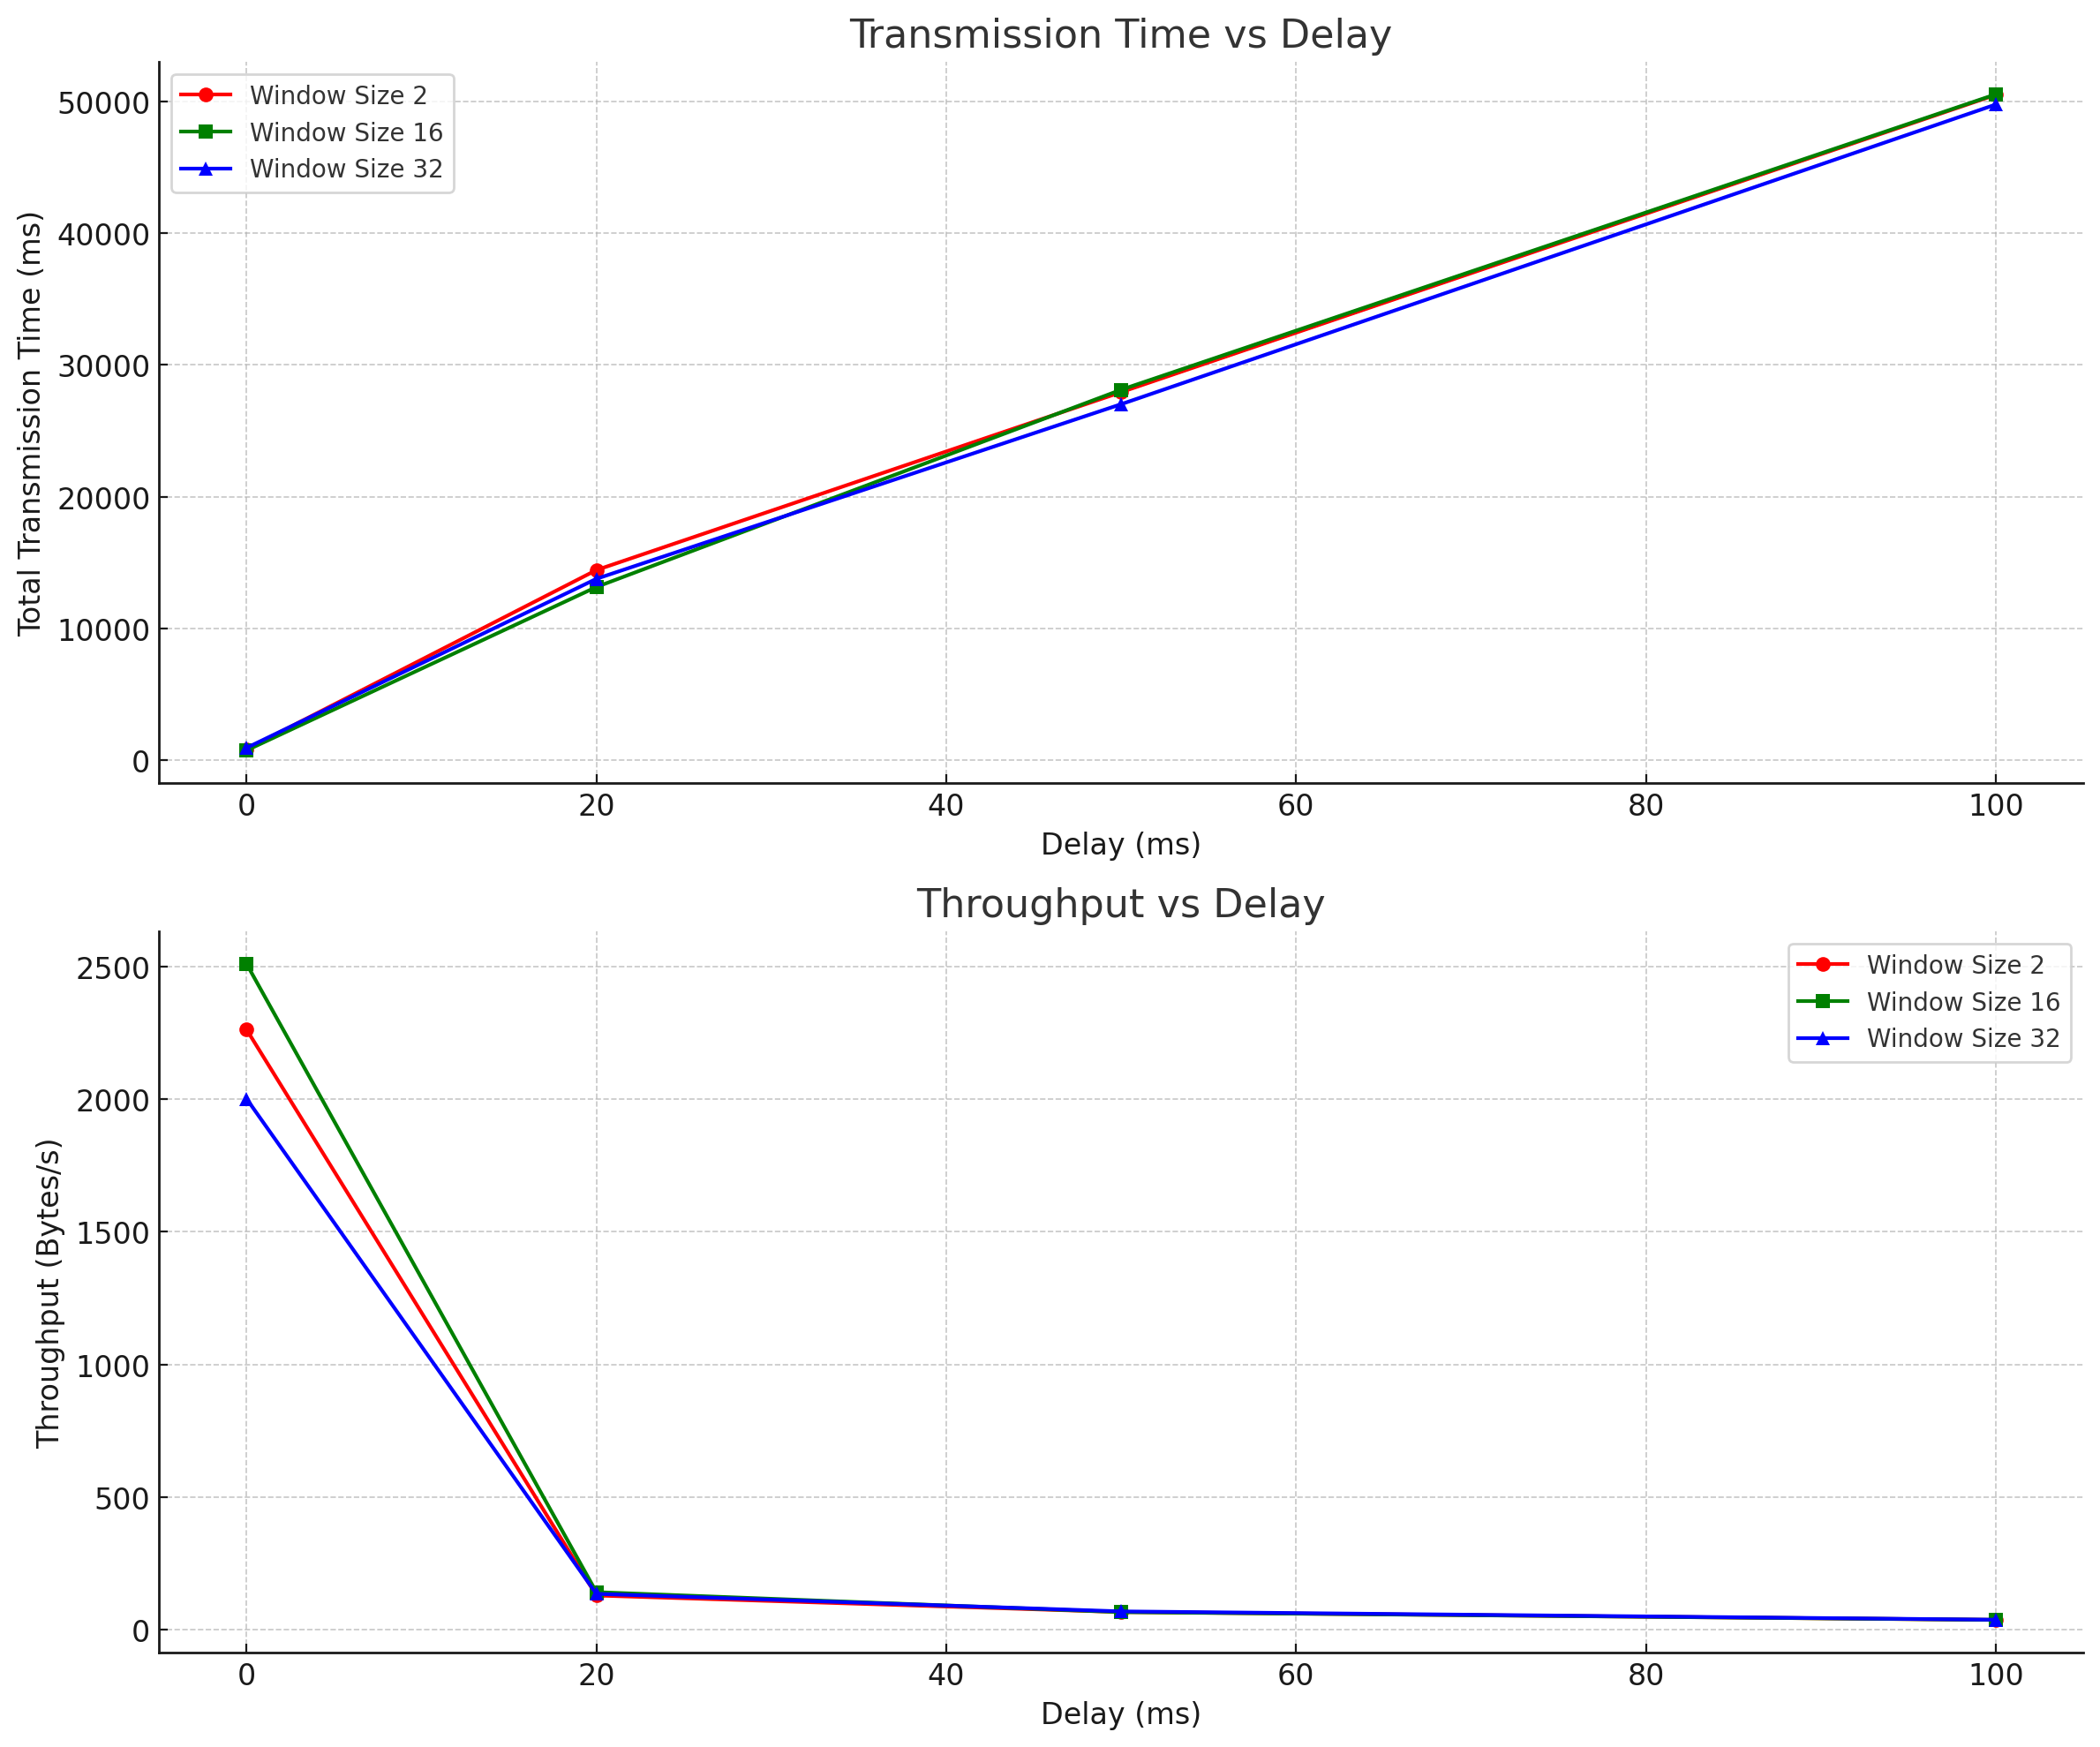 Transmission Time vs Delay
Window Size 2
Window Size 16
Window Size 32
Total Transmission Time (ms)
50000
40000
30000
20000
10000
0
0 20 40 60 80 100
Delay (ms)
Throughput vs Delay
Window Size 2
Window Size 16
Window Size 32
Throughput (Bytes/s)
2500
2000
1500
1000
500
0
0 20 40 60 80 100
Delay (ms)